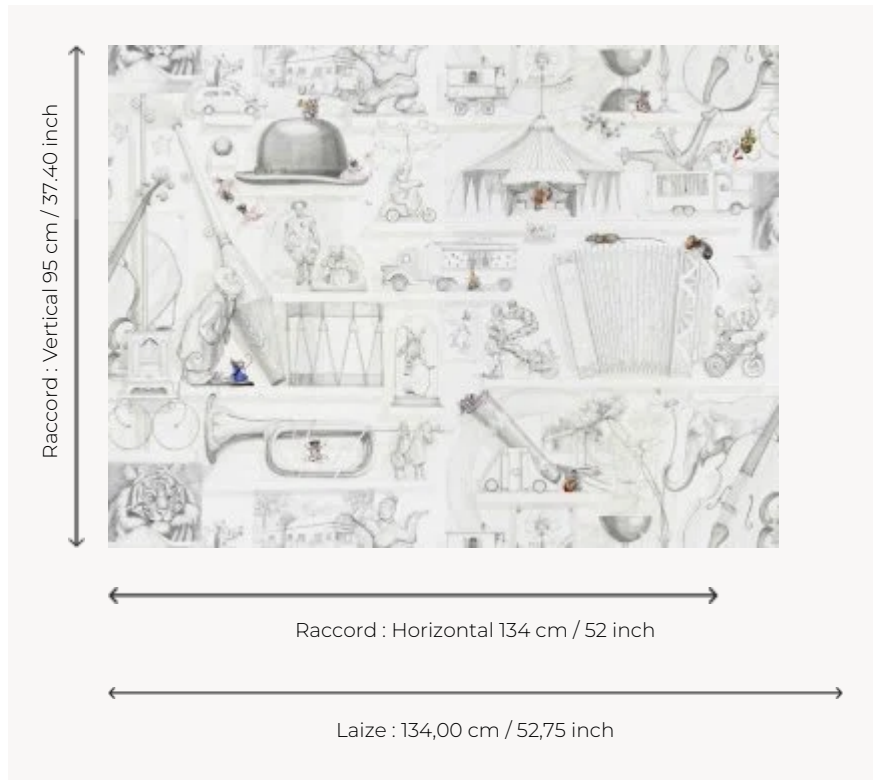 Raccord : Vertical 95 cm / 37.40 inch
Raccord : Horizontal 134 cm / 52 inch
Laize : 134,00 cm / 52,75 inch